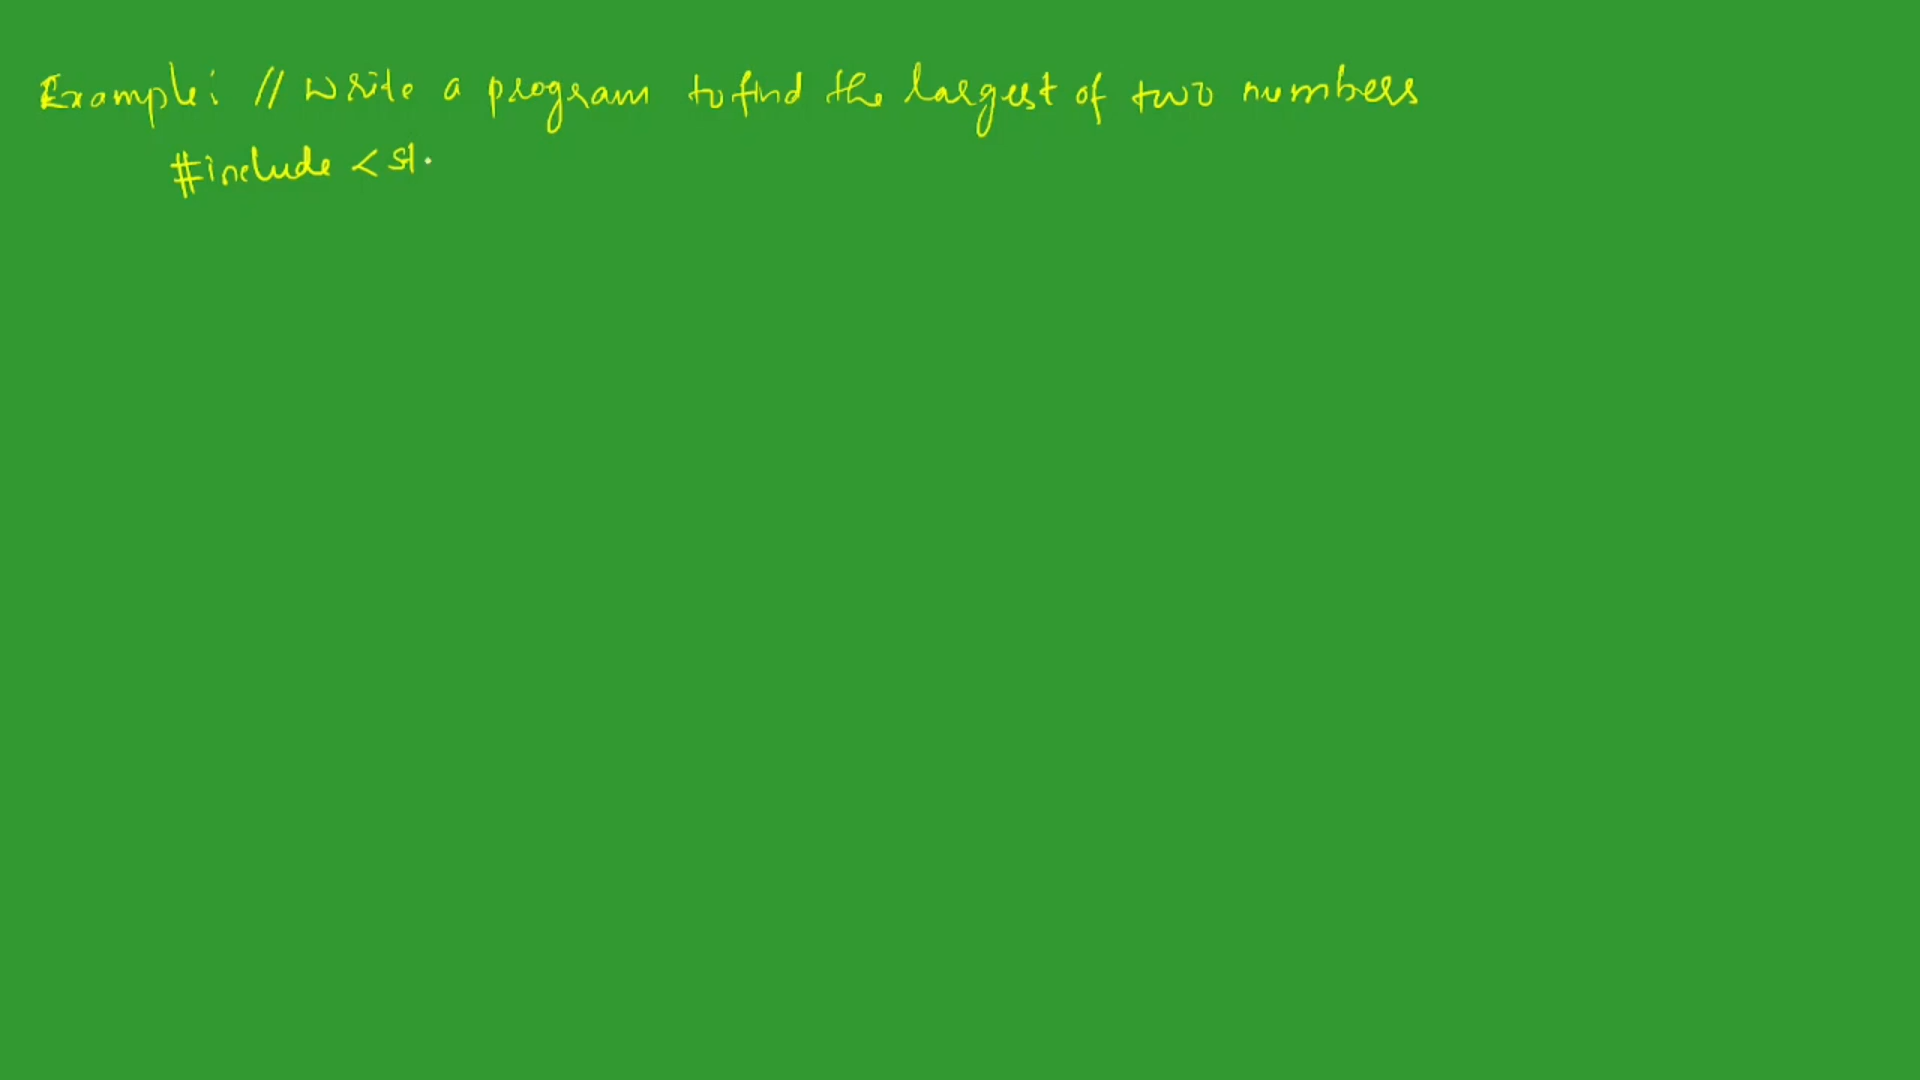 Example: // write a program to find the largest of two numbers
#include < st